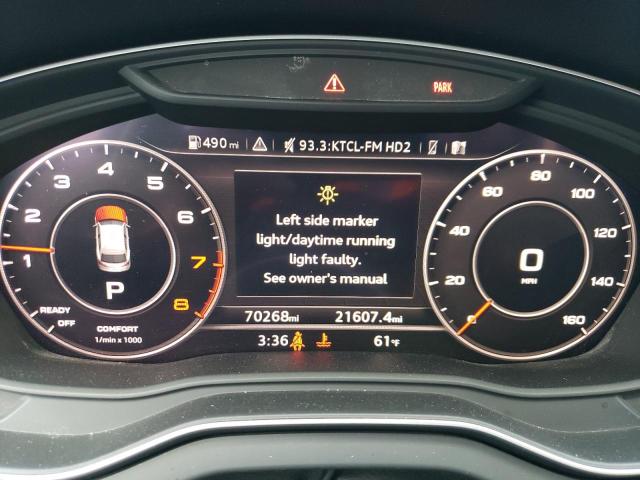 PARK
490 mi 93.3:KTCL-FM HD2
Left side marker
light/daytime running
light faulty.
See owner's manual
1 2 3 4 5 6 7 8
P
READY
OFF
COMFORT
1/min x 1000
0 20 40 60 80 100 120 140 160
0
MPH
70268mi 21607.4mi
3:36 61°F